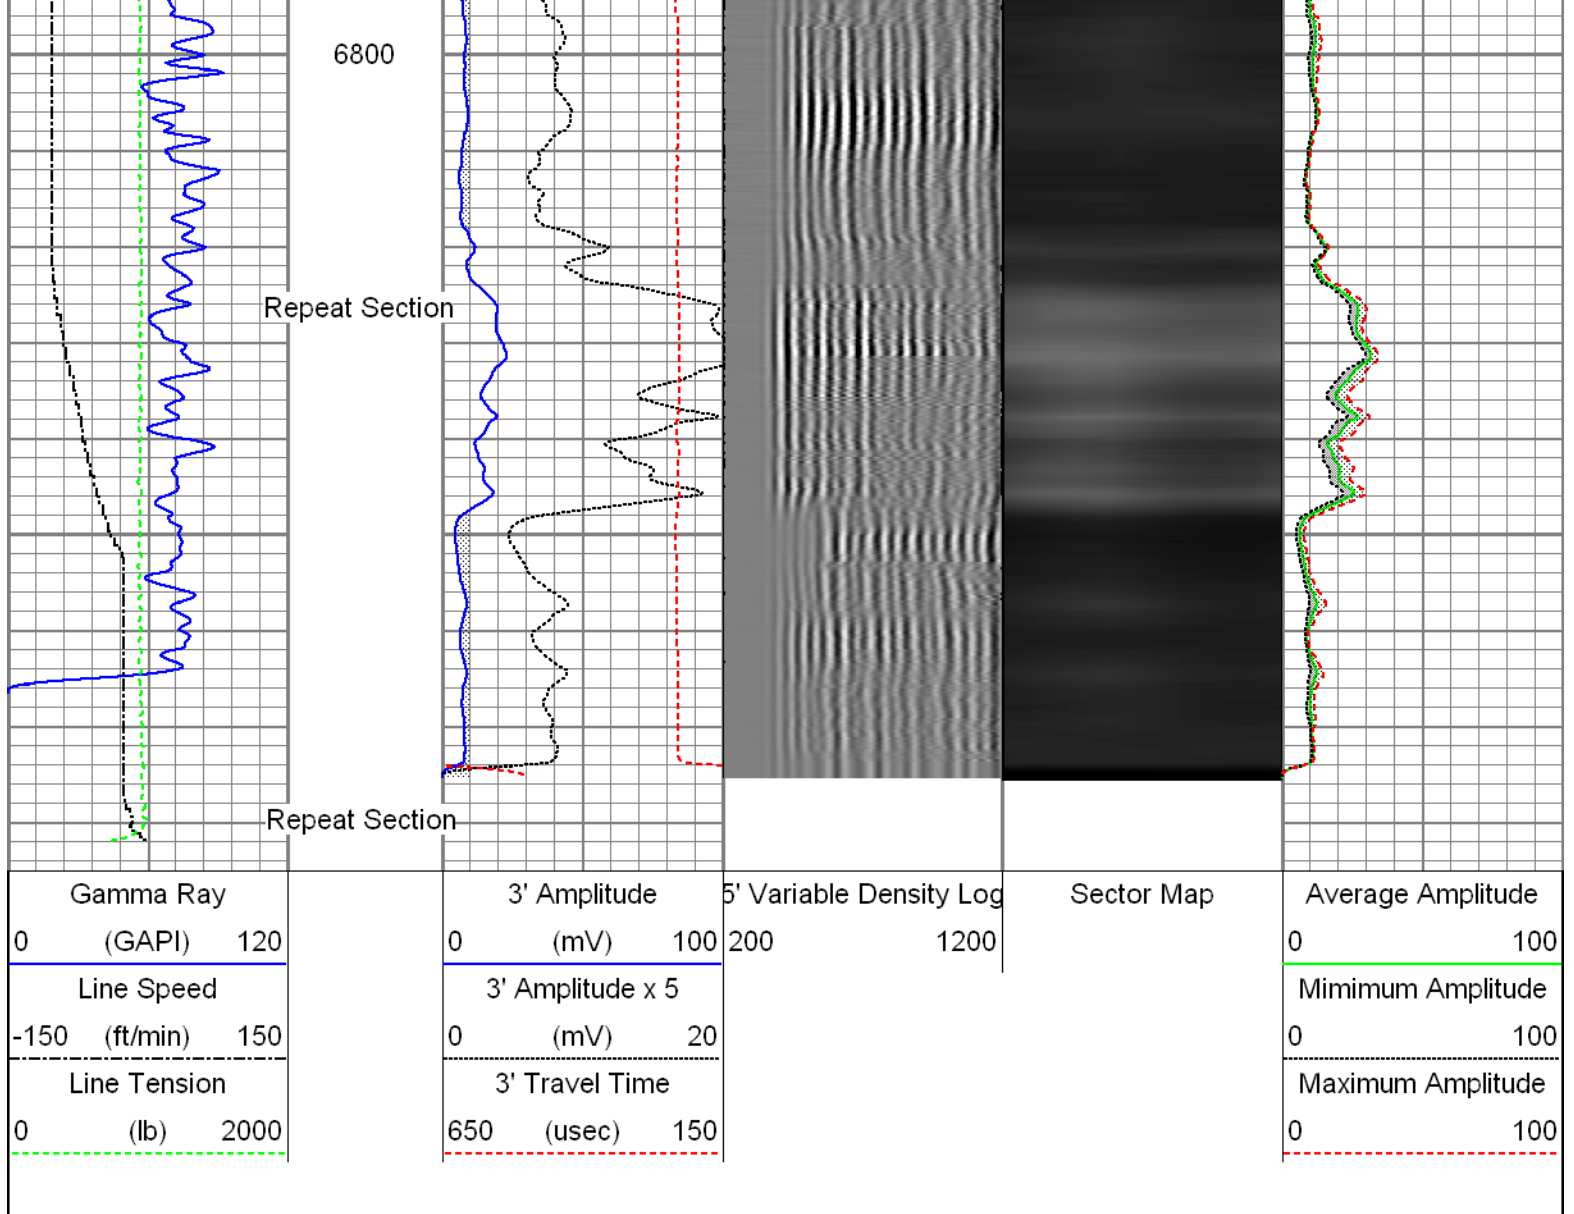 6800
Repeat Section
Repeat Section
Gamma Ray
0 (GAPI) 120
Line Speed
-150 (ft/min) 150
Line Tension
0 (lb) 2000
3' Amplitude
0 (mV) 100
3' Amplitude x 5
0 (mV) 20
3' Travel Time
650 (usec) 150
5' Variable Density Log
200 1200
Sector Map
Average Amplitude
0 100
Mimimum Amplitude
0 100
Maximum Amplitude
0 100